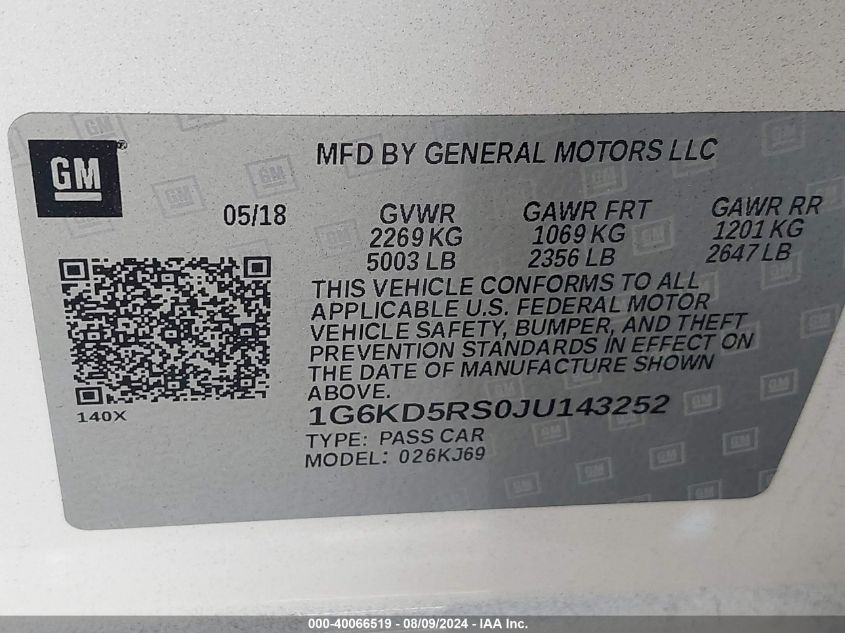 GM
MFD BY GENERAL MOTORS LLC
05/18
GVWR
2269 KG
5003 LB
GAWR FRT
1069 KG
2356 LB
GAWR RR
1201 KG
2647 LB
THIS VEHICLE CONFORMS TO ALL
APPLICABLE U.S. FEDERAL MOTOR
VEHICLE SAFETY, BUMPER, AND THEFT
PREVENTION STANDARDS IN EFFECT ON
THE DATE OF MANUFACTURE SHOWN
ABOVE.
140X
1G6KD5RS0JU143252
TYPE: PASS CAR
MODEL: 026KJ69
000-40066519 - 08/09/2024 - IAA Inc.